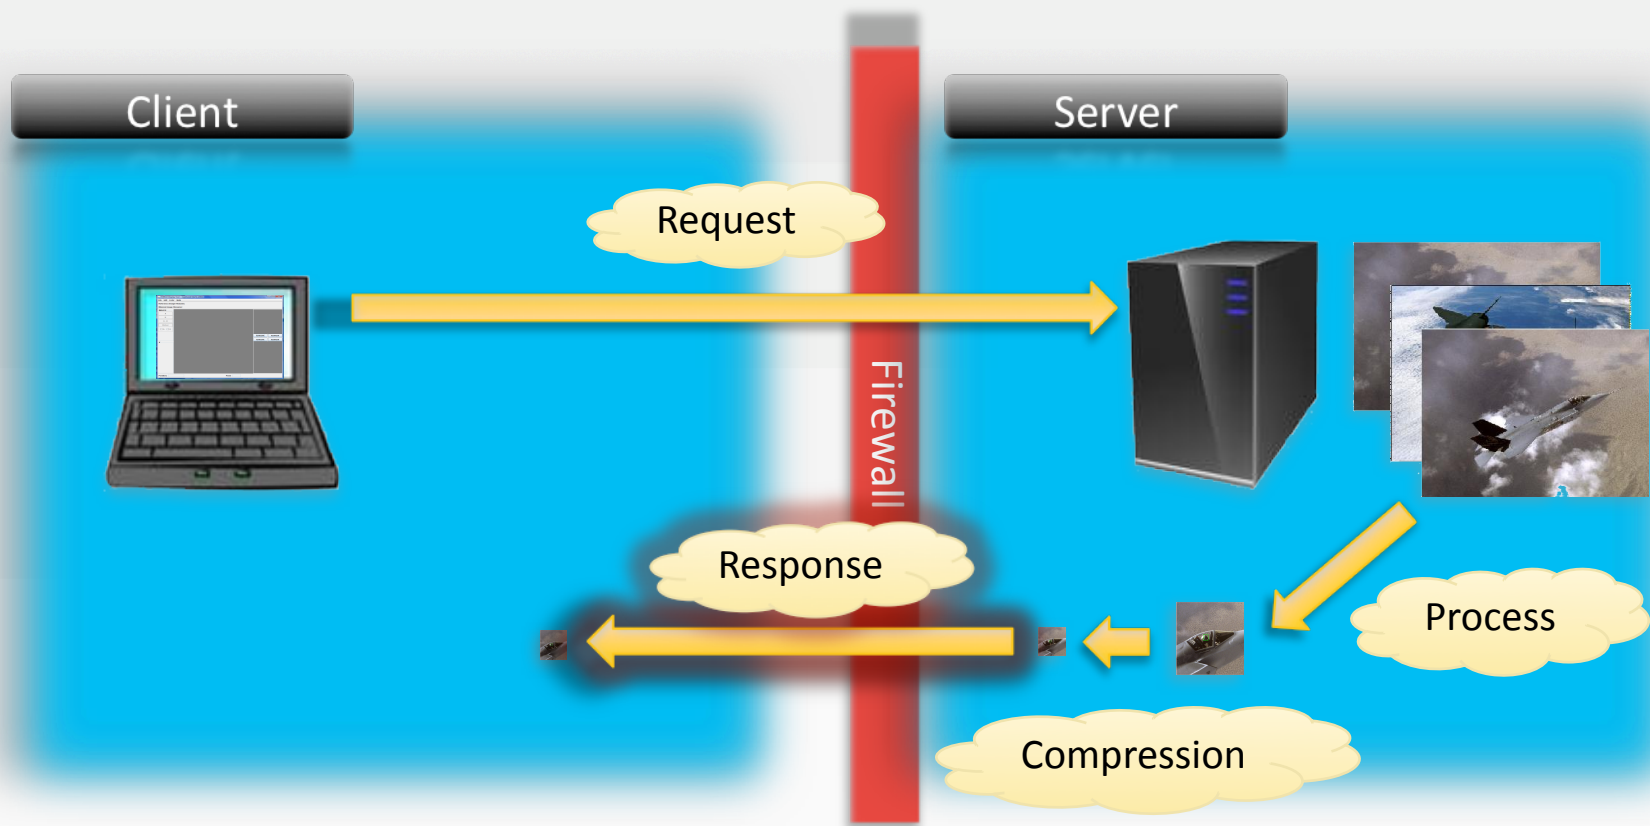 Client
Server
Request
Firewall
Response
Process
Compression